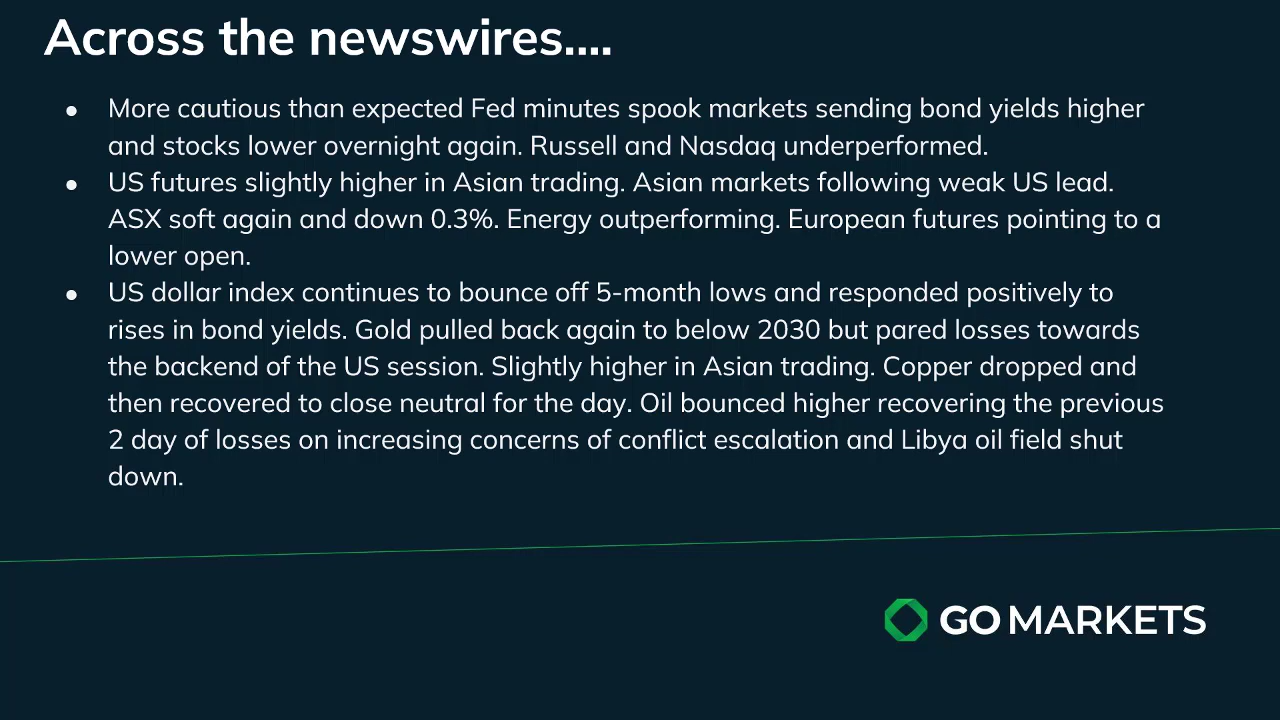 Across the newswires....
● More cautious than expected Fed minutes spook markets sending bond yields higher
and stocks lower overnight again. Russell and Nasdaq underperformed.
● US futures slightly higher in Asian trading. Asian markets following weak US lead.
ASX soft again and down 0.3%. Energy outperforming. European futures pointing to a
lower open.
● US dollar index continues to bounce off 5-month lows and responded positively to
rises in bond yields. Gold pulled back again to below 2030 but pared losses towards
the backend of the US session. Slightly higher in Asian trading. Copper dropped and
then recovered to close neutral for the day. Oil bounced higher recovering the previous
2 day of losses on increasing concerns of conflict escalation and Libya oil field shut
down.
GO MARKETS